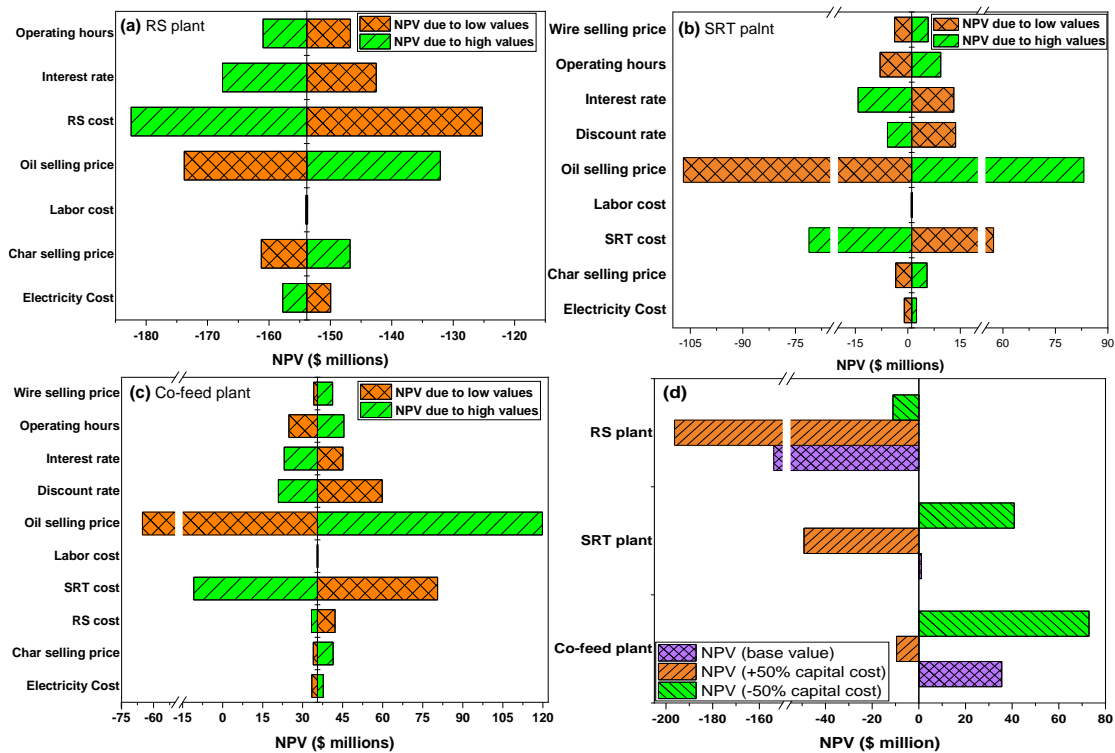 (a) RS plant
NPV due to low values
NPV due to high values
Operating hours
Interest rate
RS cost
Oil selling price
Labor cost
Char selling price
Electricity Cost
-180 -170 -160 -150 -140 -130 -120
NPV ($ millions)
(b) SRT palnt
NPV due to low values
NPV due to high values
Wire selling price
Operating hours
Interest rate
Discount rate
Oil selling price
Labor cost
SRT cost
Char selling price
Electricity Cost
-105 -70 -15 0 15 60 90
NPV ($ millions)
(c) Co-feed plant
NPV due to low values
NPV due to high values
Wire selling price
Operating hours
Interest rate
Discount rate
Oil selling price
Labor cost
SRT cost
RS cost
Char selling price
Electricity Cost
-75 -60 -15 0 15 30 45 60 75 90 105 120
NPV ($ millions)
(d)
RS plant
SRT plant
Co-feed plant
NPV (base value)
NPV (+50% capital cost)
NPV (-50% capital cost)
-200 -160 -40 -20 0 20 40 60 80
NPV ($ million)